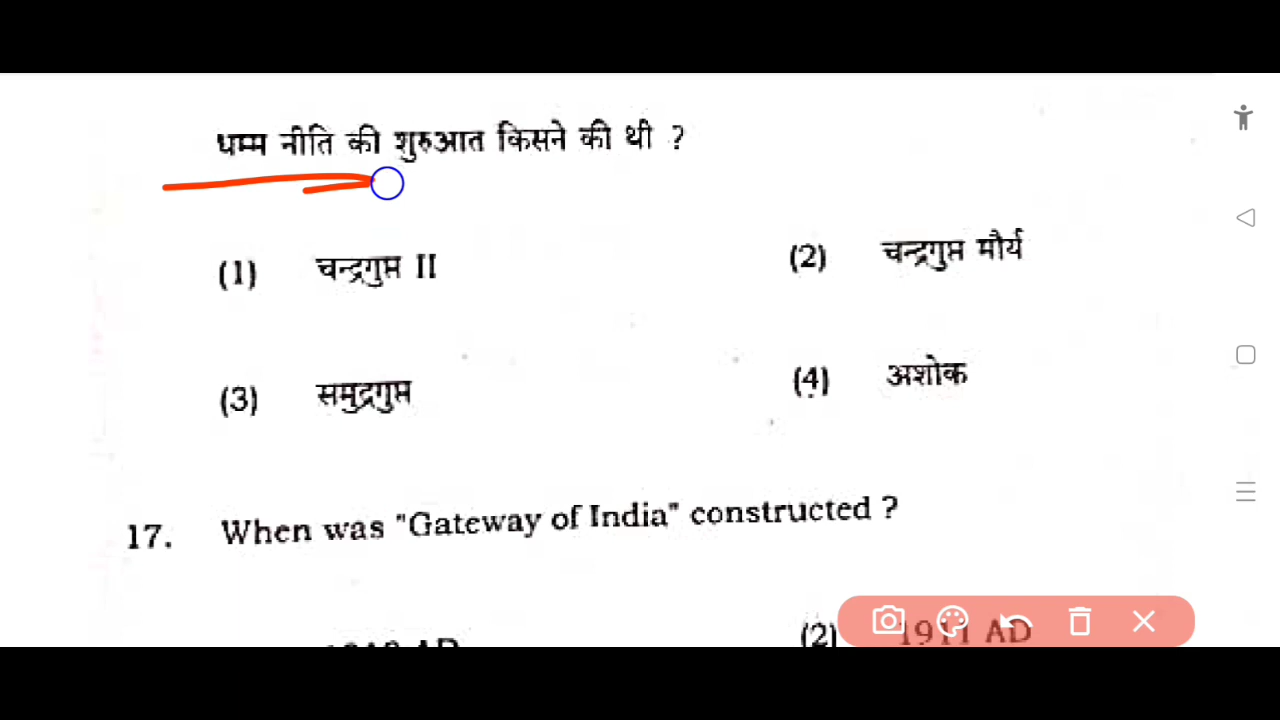 धम्म नीति की शुरुआत किसने की थी ?
(1) चन्द्रगुप्त II
(2) चन्द्रगुप्त मौर्य
(3) समुद्रगुप्त
(4) अशोक
17. When was "Gateway of India" constructed ?
(2) 1911 AD